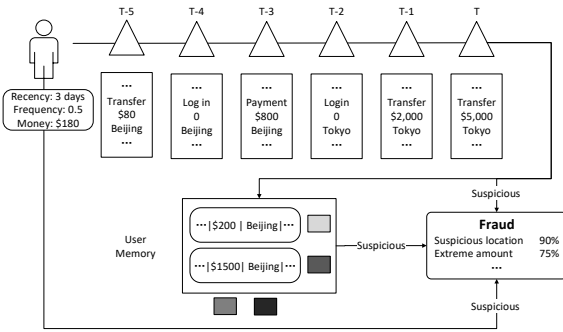 T-5
T-4
T-3
T-2
T-1
T
Recency: 3 days
Frequency: 0.5
Money: $180
...
Transfer
$80
Beijing
...
...
Log in
0
Beijing
...
...
Payment
$800
Beijing
...
...
Login
0
Tokyo
...
...
Transfer
$2,000
Tokyo
...
...
Transfer
$5,000
Tokyo
...
Suspicious
User
Memory
...|$200 | Beijing|...
...|$1500| Beijing|...
Suspicious
Fraud
Suspicious location 90%
Extreme amount 75%
...
Suspicious